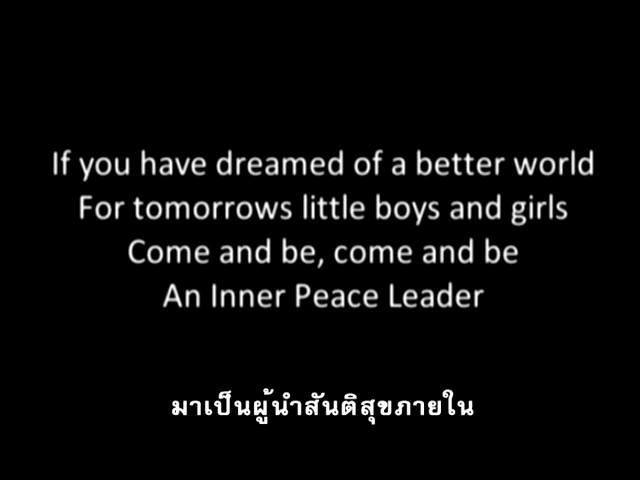 If you have dreamed of a better world
For tomorrows little boys and girls
Come and be, come and be
An Inner Peace Leader
มาเป็นผู้นำสันติสุขภายใน